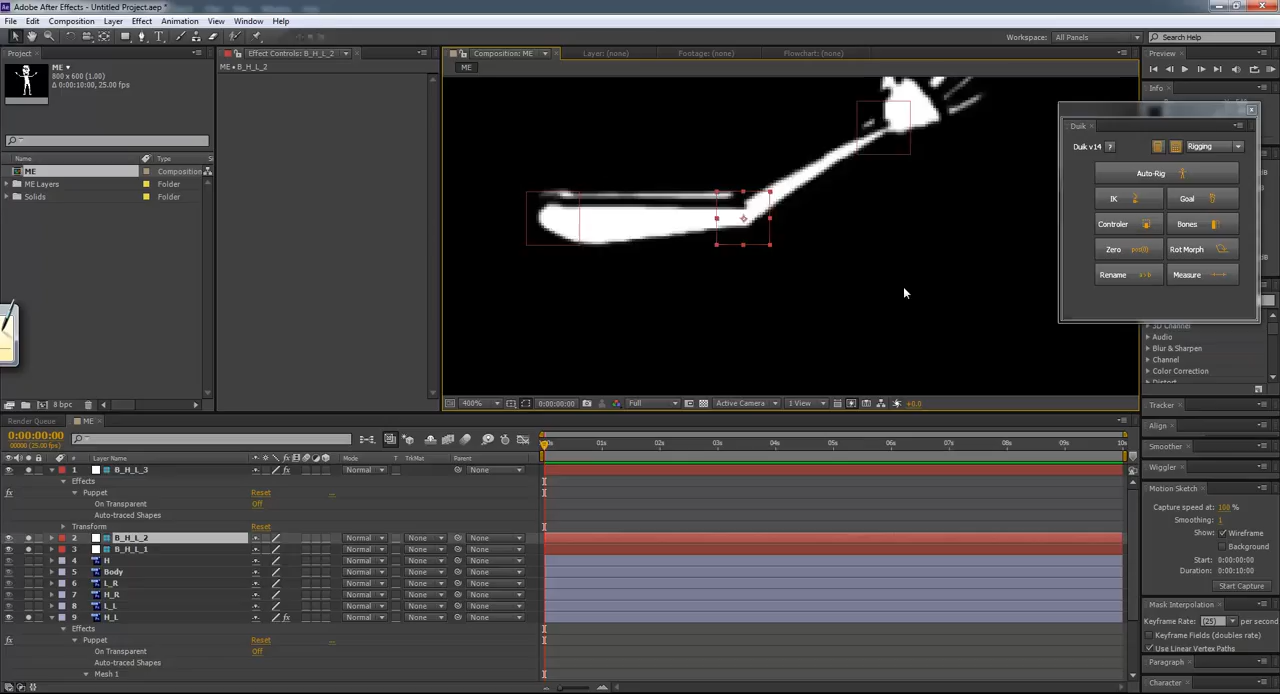 Adobe After Effects - Untitled Project.aep *
File Edit Composition Layer Effect Animation View Window Help
Workspace: All Panels Search Help
Project
Effect Controls: B_H_L_2
Composition: ME
Layer: (none)
Footage: (none)
Flowchart: (none)
Preview
ME
800 x 600 (1.00)
Δ 0:00:10:00, 25.00 fps
ME • B_H_L_2
ME
Info
Duik
Duik v14 ? Rigging
Auto-Rig
IK Goal
Controler Bones
Zero Rot Morph
Rename Measure
Name Type
ME Composition
ME Layers Folder
Solids Folder
3D Channel
Audio
Blur & Sharpen
Channel
Color Correction
Distort
8 bpc
400% 0:00:00:00 Full Active Camera 1 View +0.0
Tracker
Align
Smoother
Wiggler
Motion Sketch
Capture speed at: 100 %
Smoothing: 1
Show: Wireframe
Background
Start: 0:00:00:00
Duration: 0:00:10:00
Start Capture
Mask Interpolation
Keyframe Rate: [25] per second
Keyframe Fields (doubles rate)
Use Linear Vertex Paths
Paragraph
Character
Render Queue ME
0:00:00:00
00000 (25.00 fps)
01s 02s 03s 04s 05s 06s 07s 08s 09s 10s
# Layer Name Mode T TrkMat Parent
1 B_H_L_3 Normal None
Effects
Puppet Reset ...
On Transparent Off
Auto-traced Shapes
Transform Reset
2 B_H_L_2 Normal None None
3 B_H_L_1 Normal None None
4 H Normal None None
5 Body Normal None None
6 L_R Normal None None
7 H_R Normal None None
8 L_L Normal None None
9 H_L Normal None None
Effects
Puppet Reset ...
On Transparent Off
Auto-traced Shapes
Mesh 1